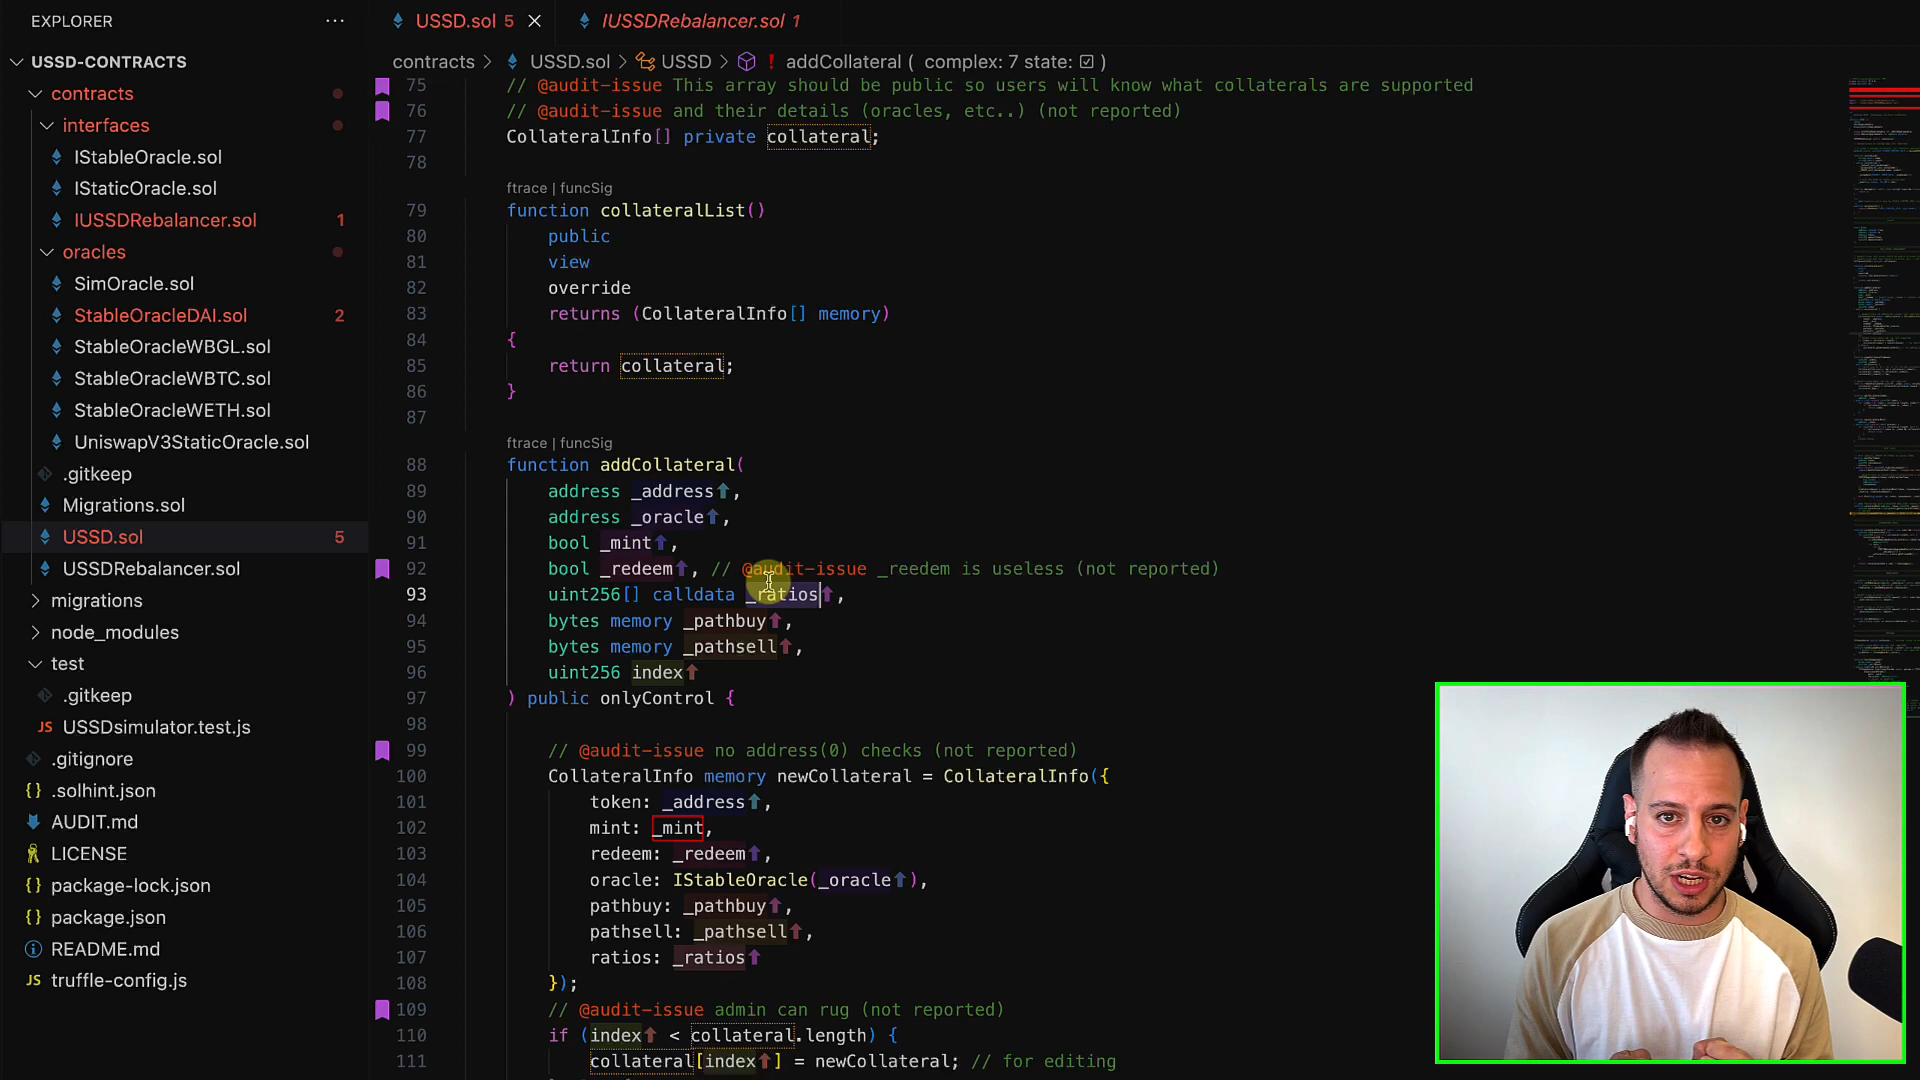 EXPLORER
···
USSD-CONTRACTS
contracts
interfaces
IStableOracle.sol
IStaticOracle.sol
IUSSDRebalancer.sol 1
oracles
SimOracle.sol
StableOracleDAI.sol 2
StableOracleWBGL.sol
StableOracleWBTC.sol
StableOracleWETH.sol
UniswapV3StaticOracle.sol
.gitkeep
Migrations.sol
USSD.sol 5
USSDRebalancer.sol
migrations
node_modules
test
.gitkeep
JS USSDsimulator.test.js
.gitignore
{} .solhint.json
AUDIT.md
LICENSE
{} package-lock.json
{} package.json
README.md
JS truffle-config.js
USSD.sol 5
IUSSDRebalancer.sol 1
contracts > USSD.sol > USSD > ! addCollateral ( complex: 7 state: ☑ )
75 // @audit-issue This array should be public so users will know what collaterals are supported
76 // @audit-issue and their details (oracles, etc..) (not reported)
77 CollateralInfo[] private collateral;
78
ftrace | funcSig
79 function collateralList()
80 public
81 view
82 override
83 returns (CollateralInfo[] memory)
84 {
85 return collateral;
86 }
87
ftrace | funcSig
88 function addCollateral(
89 address _address↑,
90 address _oracle↑,
91 bool _mint↑,
92 bool _redeem↑, // @audit-issue _reedem is useless (not reported)
93 uint256[] calldata _ratios↑,
94 bytes memory _pathbuy↑,
95 bytes memory _pathsell↑,
96 uint256 index↑
97 ) public onlyControl {
98
99 // @audit-issue no address(0) checks (not reported)
100 CollateralInfo memory newCollateral = CollateralInfo({
101 token: _address↑,
102 mint: _mint,
103 redeem: _redeem↑,
104 oracle: IStableOracle(_oracle↑),
105 pathbuy: _pathbuy↑,
106 pathsell: _pathsell↑,
107 ratios: _ratios↑
108 });
109 // @audit-issue admin can rug (not reported)
110 if (index↑ < collateral.length) {
111 collateral[index↑] = newCollateral; // for editing